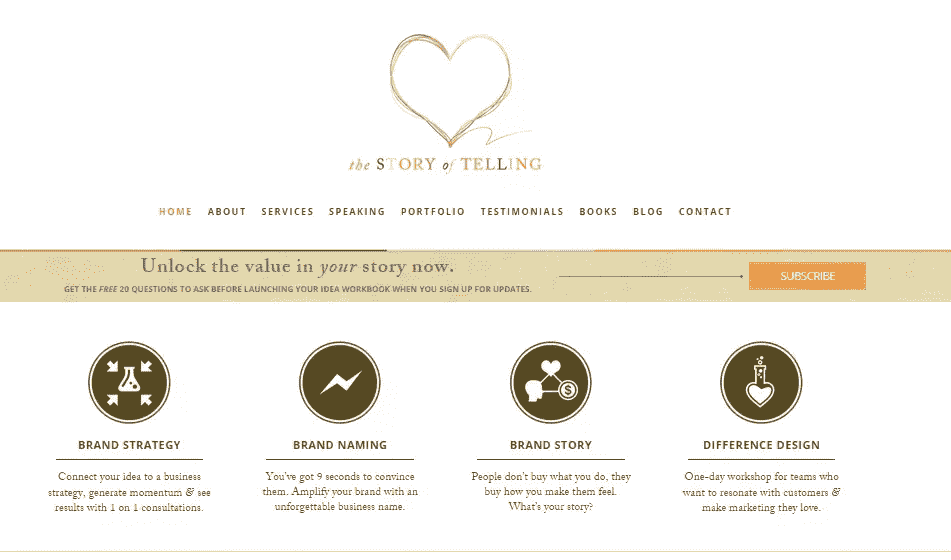 the STORY of TELLING
HOME ABOUT SERVICES SPEAKING PORTFOLIO TESTIMONIALS BOOKS BLOG CONTACT
Unlock the value in your story now.
GET THE FREE 20 QUESTIONS TO ASK BEFORE LAUNCHING YOUR IDEA WORKBOOK WHEN YOU SIGN UP FOR UPDATES.
SUBSCRIBE
BRAND STRATEGY
Connect your idea to a business
strategy, generate momentum & see
results with 1 on 1 consultations.
BRAND NAMING
You've got 9 seconds to convince
them. Amplify your brand with an
unforgettable business name.
BRAND STORY
People don't buy what you do, they
buy how you make them feel.
What's your story?
DIFFERENCE DESIGN
One-day workshop for teams who
want to resonate with customers &
make marketing they love.